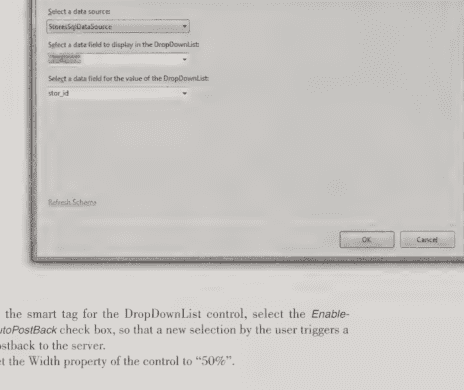 Select a data source:
StoresSqlDataSource
Select a data field to display in the DropDownList:
Select a data field for the value of the DropDownList:
stor_id
Refresh Schema
OK Cancel
the smart tag for the DropDownList control, select the Enable-
utoPostBack check box, so that a new selection by the user triggers a
ostback to the server.
et the Width property of the control to “50%”.